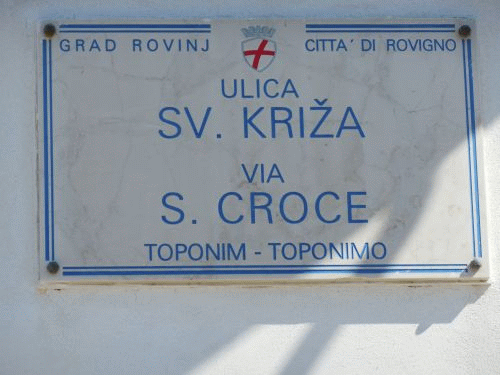 GRAD ROVINJ CITTA´ DI ROVIGNO
ULICA
SV. KRIŽA
VIA
S. CROCE
TOPONIM - TOPONIMO